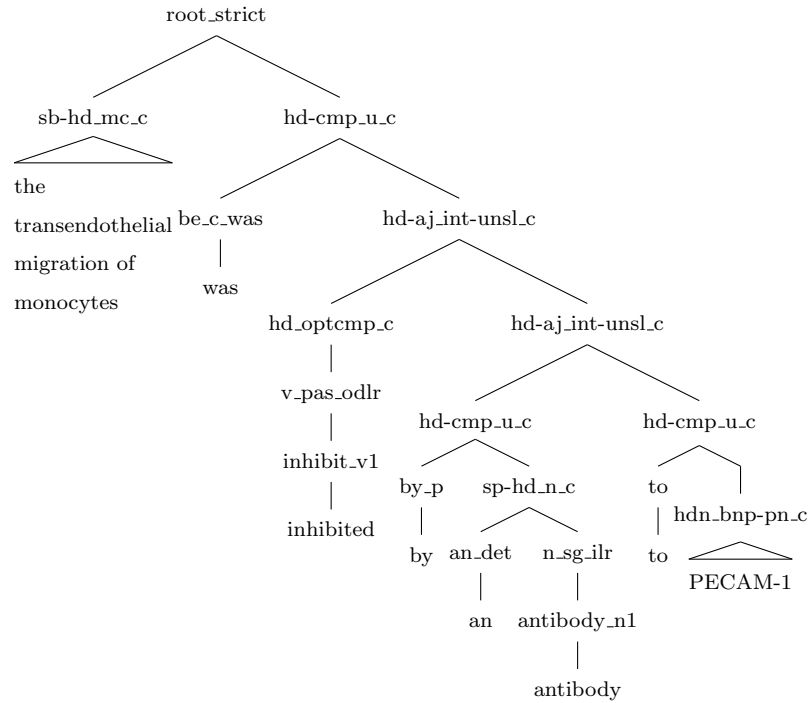 root_strict
sb-hd_mc_c
hd-cmp_u_c
the
transendothelial
migration of
monocytes
be_c_was
was
hd-aj_int-unsl_c
hd_optcmp_c
v_pas_odlr
inhibit_v1
inhibited
hd-aj_int-unsl_c
hd-cmp_u_c
by_p
by
sp-hd_n_c
an_det
an
n_sg_ilr
antibody_n1
antibody
hd-cmp_u_c
to
to
hdn_bnp-pn_c
PECAM-1